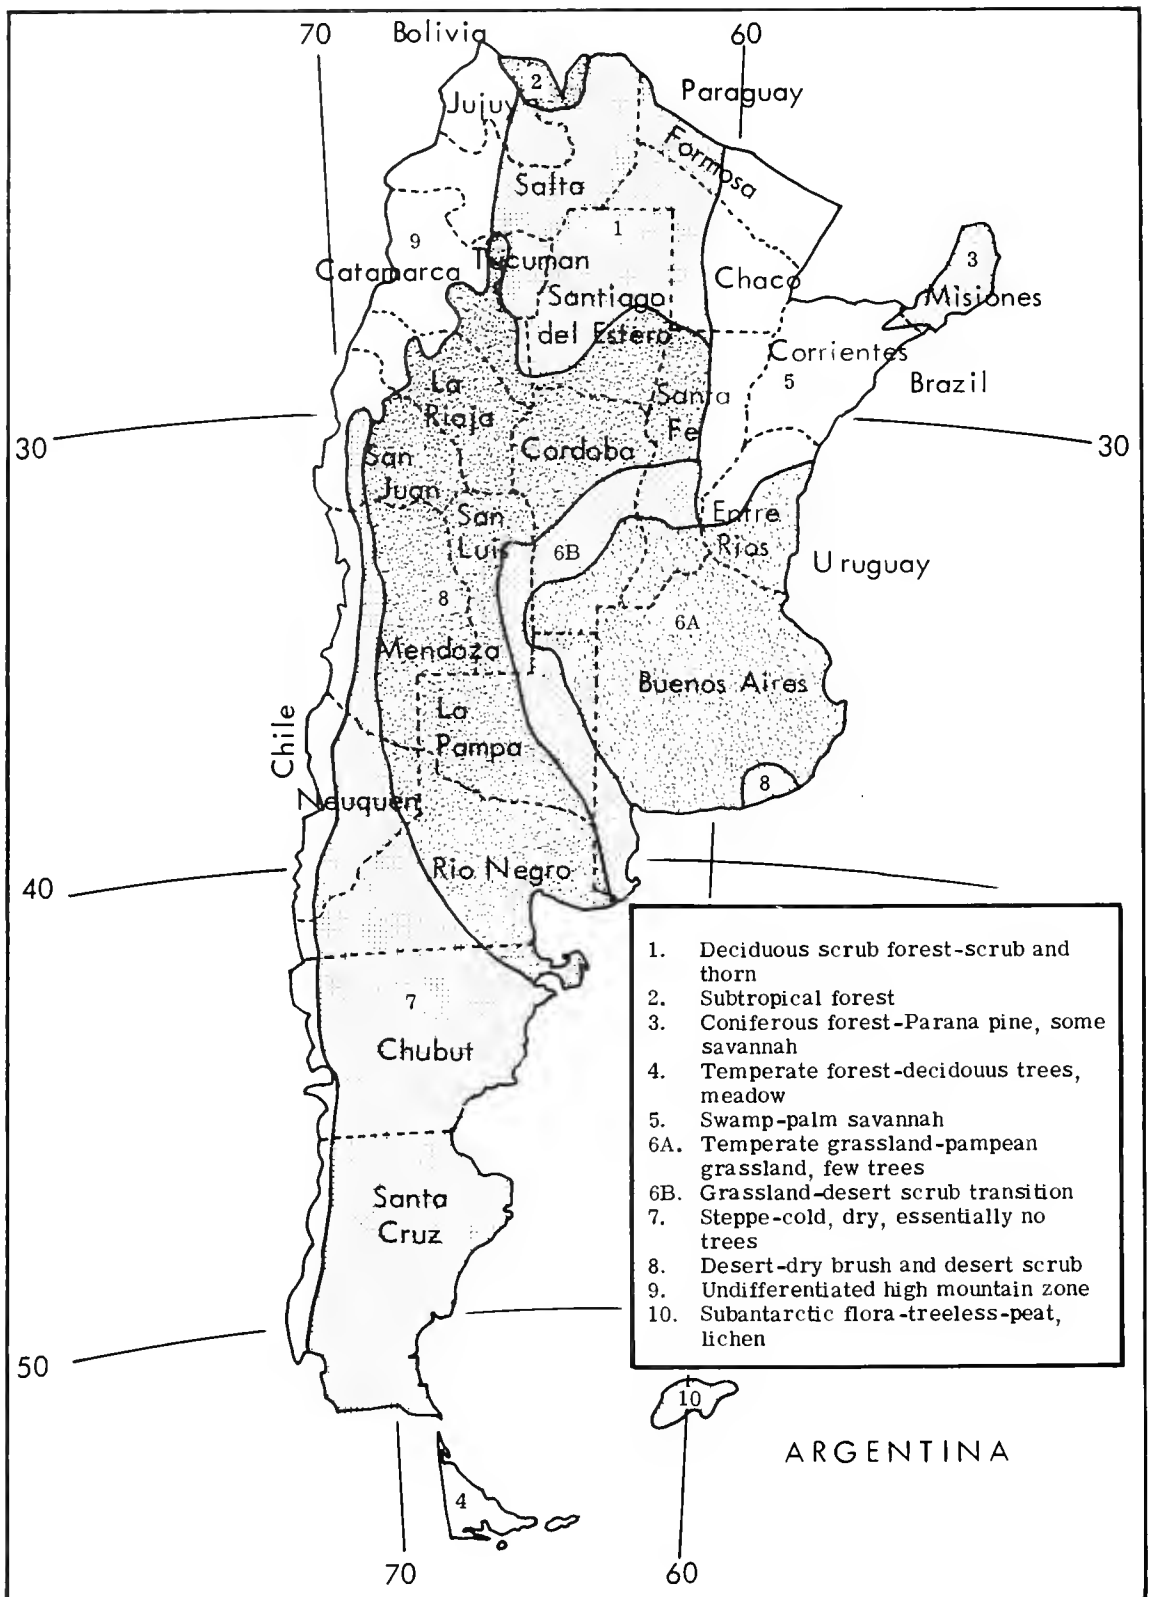 70
Bolivia
60
2
Paraguay
Jujuy
Formosa
Salta
1
9
3
Tucuman
Catamarca
Chaco
Misiones
Santiago
del Estero
Corrientes
5
Brazil
La
Rioja
Santa
Fe
30
30
San
Juan
Cordoba
San
Luis
Entre
Rios
6B
Uruguay
8
6A
Mendoza
Buenos Aires
La
Pampa
Chile
8
Neuquen
Rio Negro
40
7
Chubut
Santa
Cruz
50
1. Deciduous scrub forest-scrub and
thorn
2. Subtropical forest
3. Coniferous forest-Parana pine, some
savannah
4. Temperate forest-decidouus trees,
meadow
5. Swamp-palm savannah
6A. Temperate grassland-pampean
grassland, few trees
6B. Grassland-desert scrub transition
7. Steppe-cold, dry, essentially no
trees
8. Desert-dry brush and desert scrub
9. Undifferentiated high mountain zone
10. Subantarctic flora-treeless-peat,
lichen
10
ARGENTINA
4
70
60